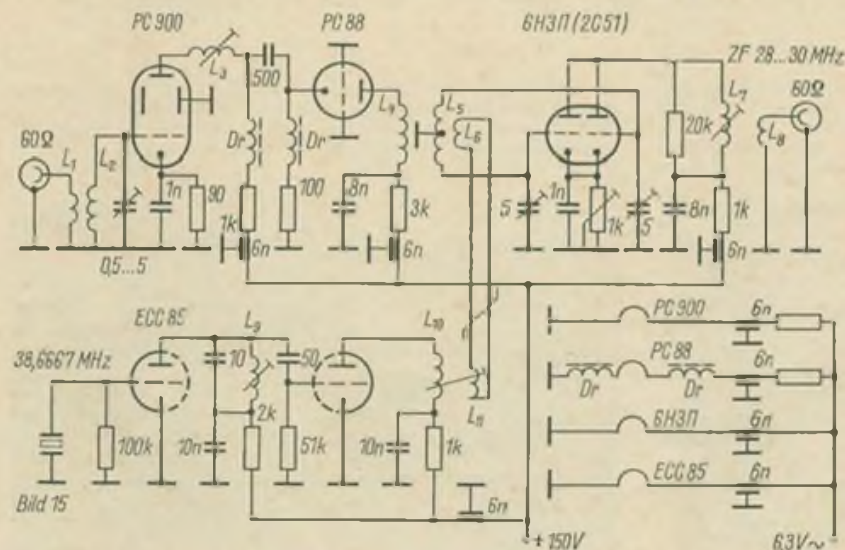 PC 900
PC 88
6НЗП (2C51)
ZF 28...30 MHz
60Ω
L₁
L₂
L₃
500
Dr
Dr
L₄
L₅
L₆
20k
L₇
L₈
60Ω
1n
90
1k
6n
100
8n
3k
6n
5
1n
1k
5
8n
1k
6n
0,5...5
ECC 85
38,6667 MHz
100k
10
10n
L₉
2k
50
51k
10n
L₁₀
1k
L₁₁
6n
Bild 15
PC 900
6n
PC 88
Dr
Dr
6n
6НЗП
6n
ECC 85
6n
+150V
6,3V~